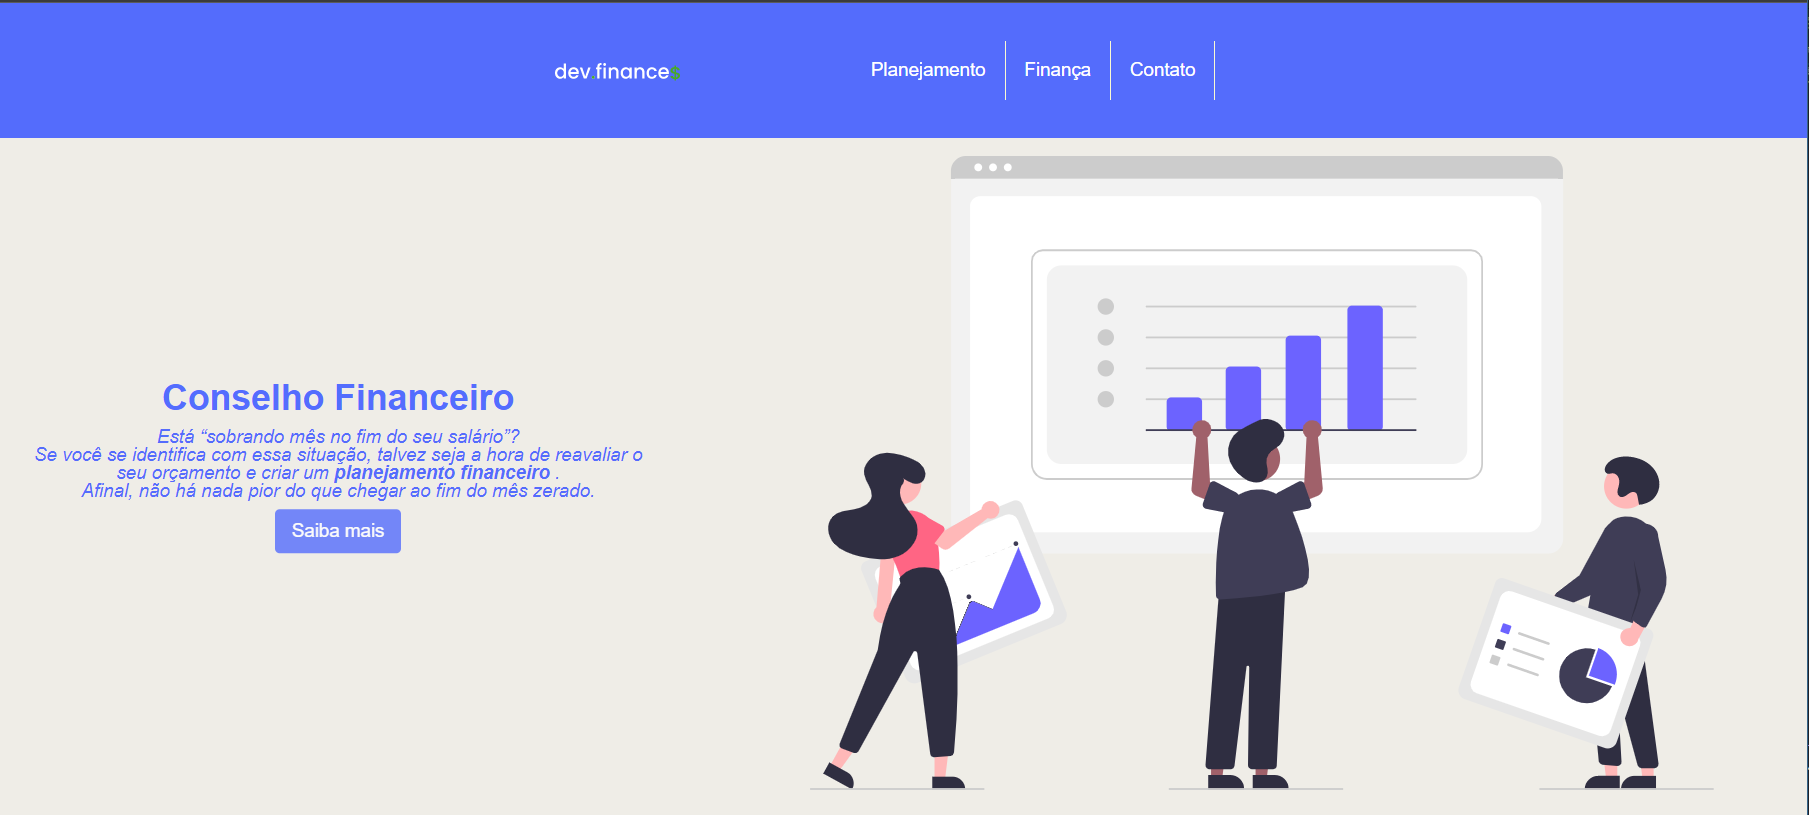 dev.finance$
Planejamento
Finança
Contato
Conselho Financeiro
Está “sobrando mês no fim do seu salário”?
Se você se identifica com essa situação, talvez seja a hora de reavaliar o
seu orçamento e criar um planejamento financeiro .
Afinal, não há nada pior do que chegar ao fim do mês zerado.
Saiba mais